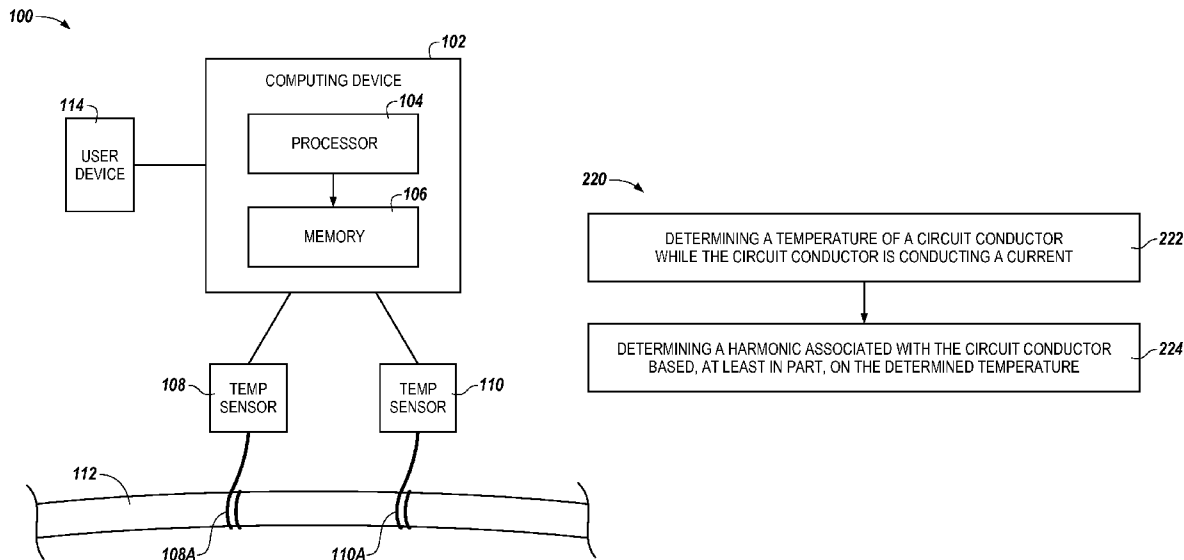 100
102
COMPUTING DEVICE
114
104
USER
DEVICE
PROCESSOR
106
MEMORY
108
TEMP
SENSOR
TEMP
SENSOR
110
112
108A
110A
220
DETERMINING A TEMPERATURE OF A CIRCUIT CONDUCTOR
WHILE THE CIRCUIT CONDUCTOR IS CONDUCTING A CURRENT
222
DETERMINING A HARMONIC ASSOCIATED WITH THE CIRCUIT CONDUCTOR
BASED, AT LEAST IN PART, ON THE DETERMINED TEMPERATURE
224